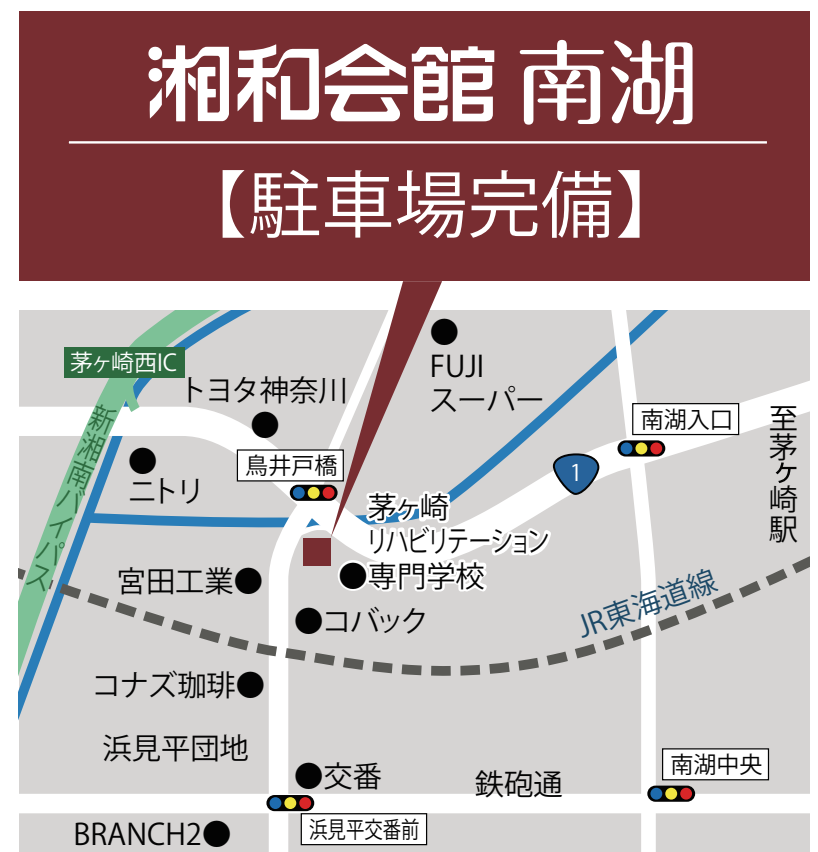 湘和会館 南湖
【駐車場完備】
茅ヶ崎西IC
トヨタ神奈川
FUJI
スーパー
南湖入口
至茅ヶ崎駅
新湘南バイパス
ニトリ
鳥井戸橋
1
茅ヶ崎
リハビリテーション
専門学校
宮田工業
コバック
JR東海道線
コナズ珈琲
浜見平団地
交番
鉄砲通
南湖中央
BRANCH2
浜見平交番前